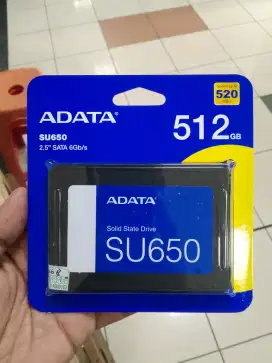 ADATA
520
SU650
2.5" SATA 6Gb/s
512 GB
ADATA
Solid State Drive
SU650